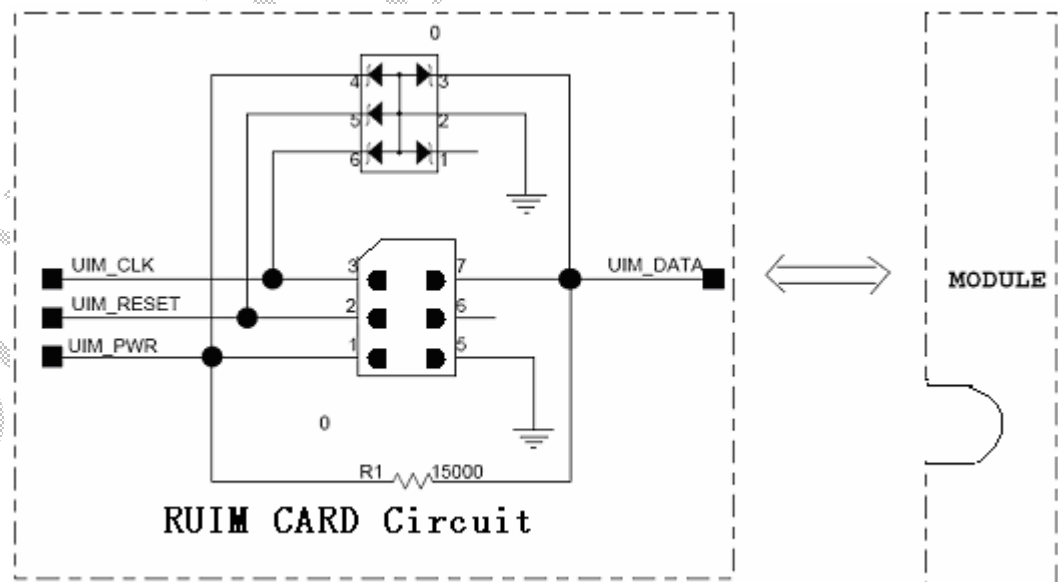 0
4 3
5 2
6 1
UIM_CLK 3 7 UIM_DATA
MODULE
UIM_RESET 2 6
UIM_PWR 1 5
0
R1 15000
RUIM CARD Circuit